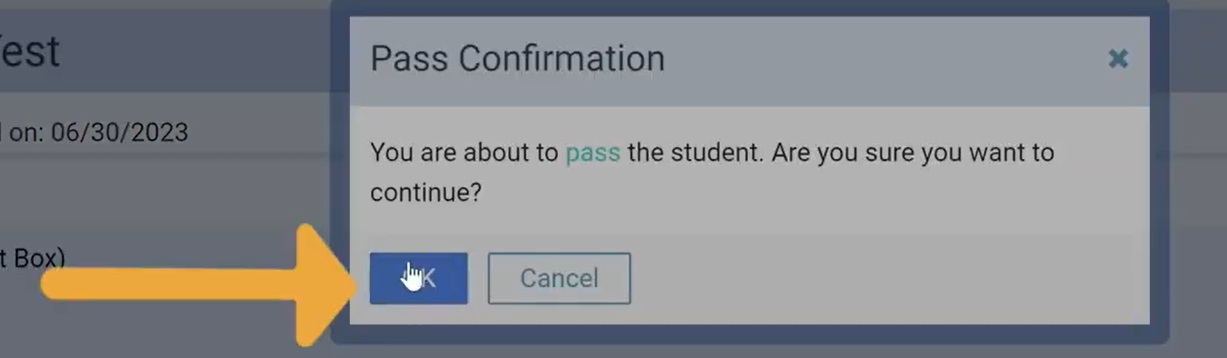 est
Pass Confirmation
on: 06/30/2023
You are about to pass the student. Are you sure you want to
continue?
t Box)
OK
Cancel